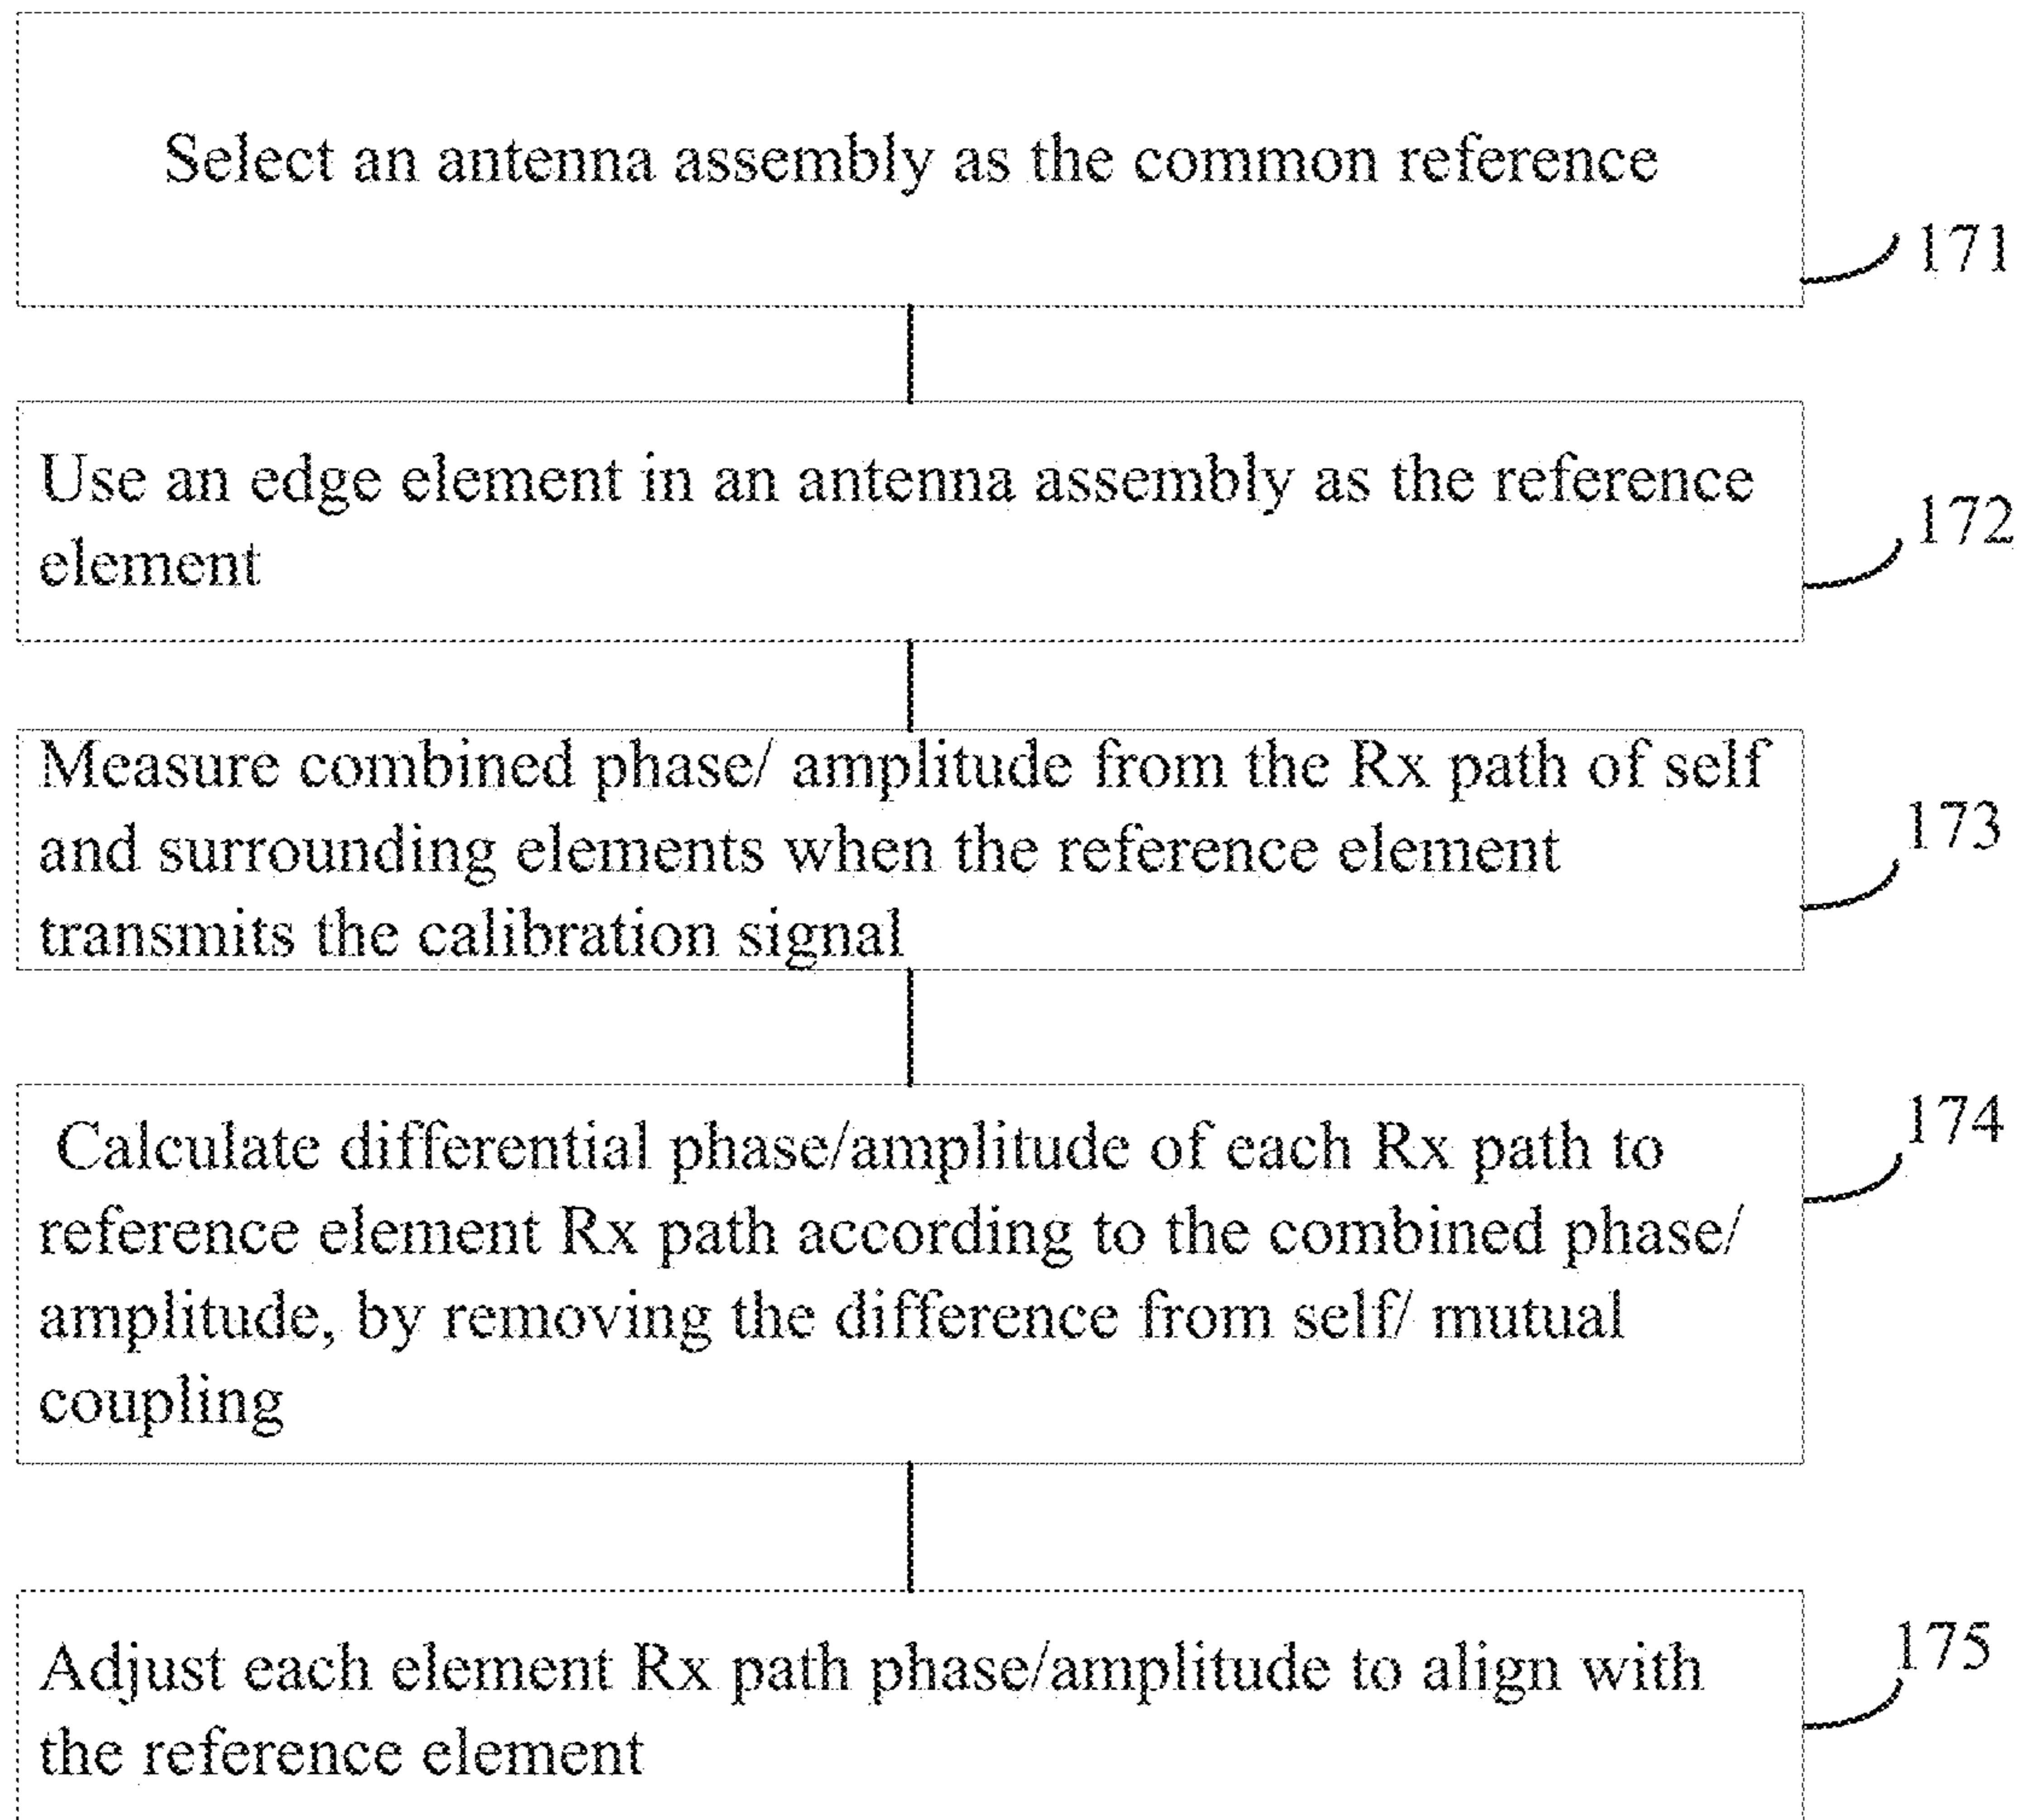 Select an antenna assembly as the common reference
171
Use an edge element in an antenna assembly as the reference
element
172
Measure combined phase/ amplitude from the Rx path of self
and surrounding elements when the reference element
transmits the calibration signal
173
Calculate differential phase/amplitude of each Rx path to
reference element Rx path according to the combined phase/
amplitude, by removing the difference from self/ mutual
coupling
174
Adjust each element Rx path phase/amplitude to align with
the reference element
175